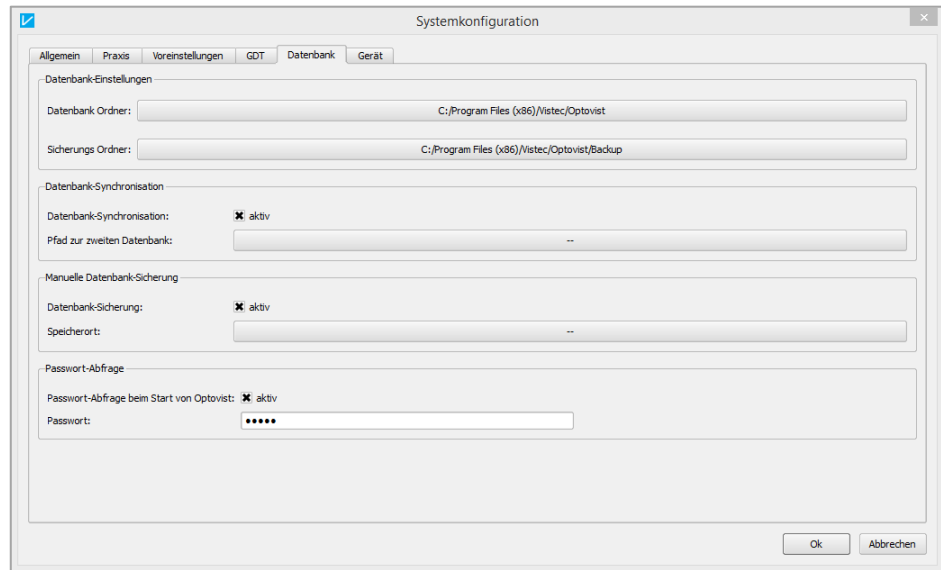 Systemkonfiguration
Allgemein Praxis Voreinstellungen GDT Datenbank Gerät
Datenbank-Einstellungen
Datenbank Ordner: C:/Program Files (x86)/Vistec/Optovist
Sicherungs Ordner: C:/Program Files (x86)/Vistec/Optovist/Backup
Datenbank-Synchronisation
Datenbank-Synchronisation: aktiv
Pfad zur zweiten Datenbank: --
Manuelle Datenbank-Sicherung
Datenbank-Sicherung: aktiv
Speicherort: --
Passwort-Abfrage
Passwort-Abfrage beim Start von Optovist: aktiv
Passwort: •••••
Ok Abbrechen